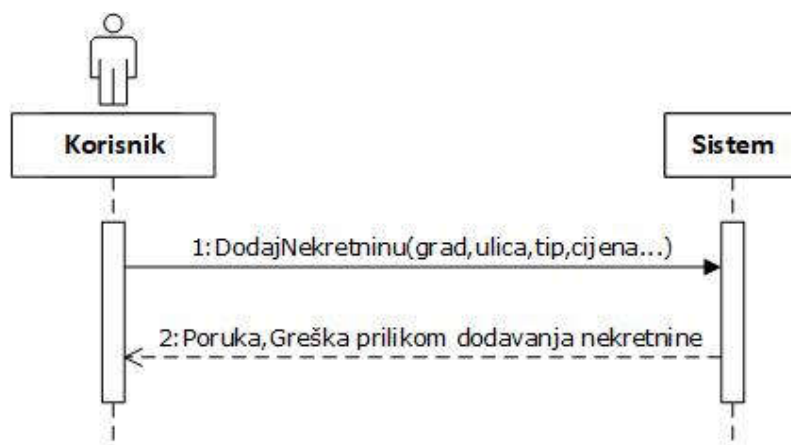 Korisnik
Sistem
1:DodajNekretninu(grad,ulica,tip,cijena...)
2:Poruka,Greška prilikom dodavanja nekretnine